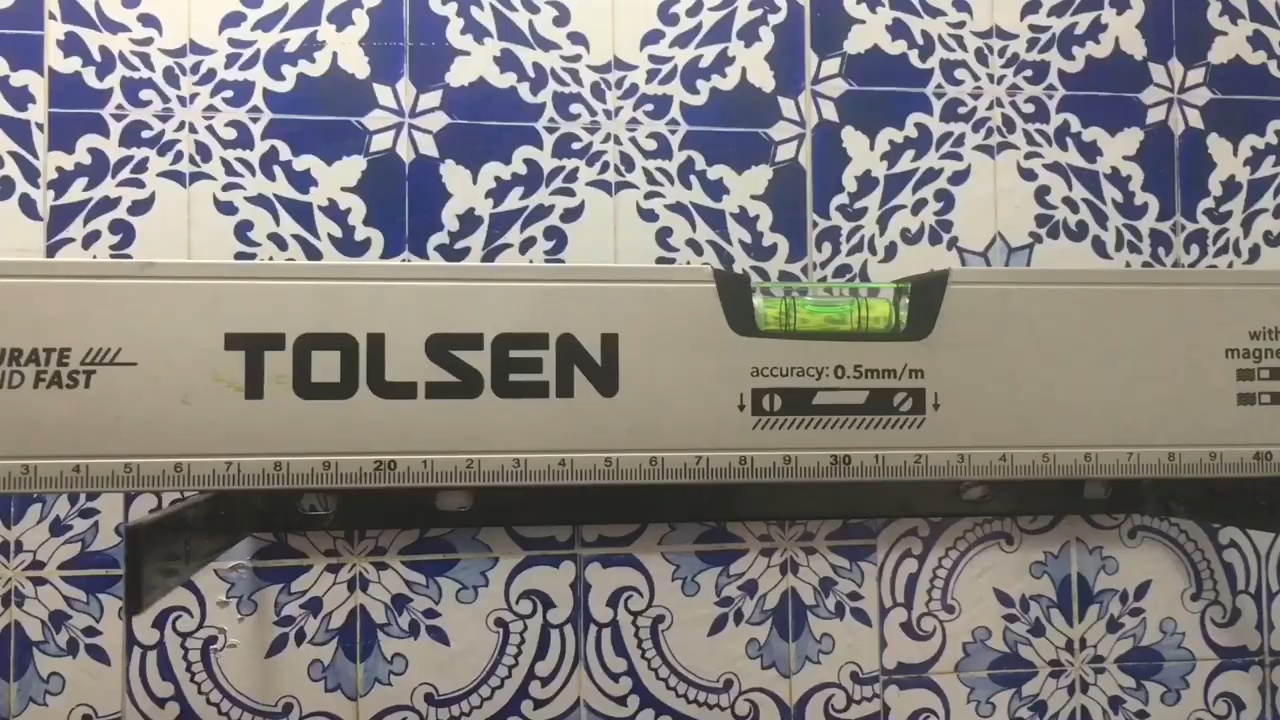 URATE
ND FAST
TOLSEN
accuracy: 0.5mm/m
with
magne
3 4 5 6 7 8 9 20 1 2 3 4 5 6 7 8 9 30 1 2 3 4 5 6 7 8 9 40